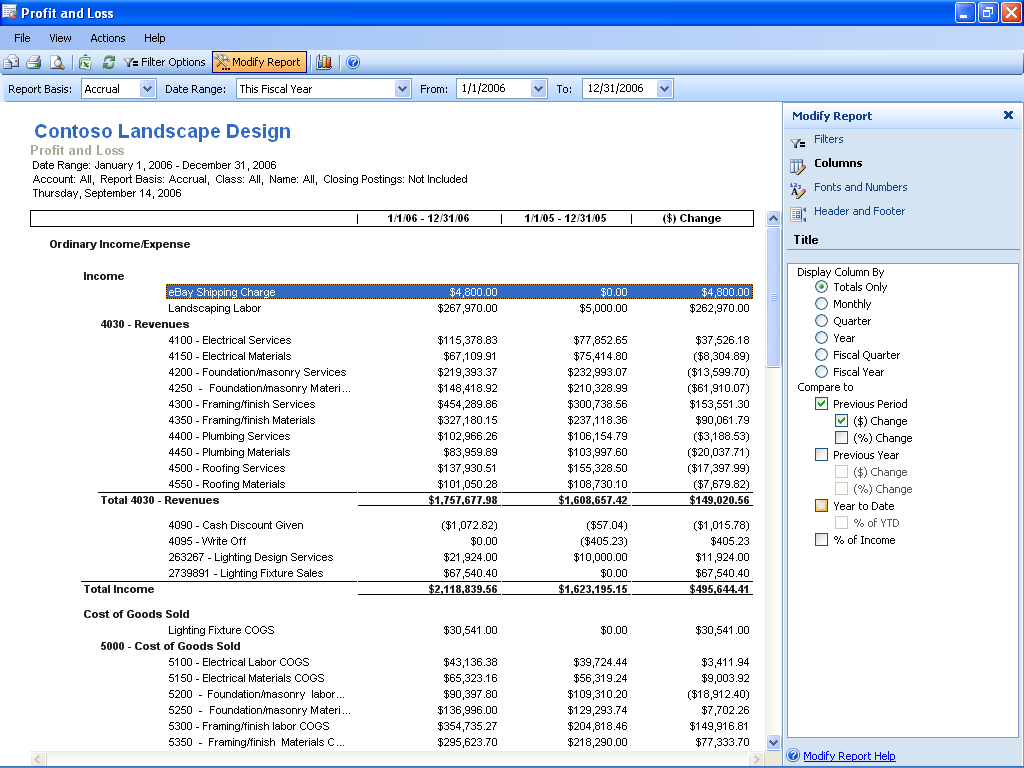 Profit and Loss
File View Actions Help
Filter Options Modify Report
Report Basis: Accrual Date Range: This Fiscal Year From: 1/1/2006 To: 12/31/2006
Contoso Landscape Design
Profit and Loss
Date Range: January 1, 2006 - December 31, 2006
Account: All, Report Basis: Accrual, Class: All, Name: All, Closing Postings: Not Included
Thursday, September 14, 2006
1/1/06 - 12/31/06 1/1/05 - 12/31/05 ($) Change
Ordinary Income/Expense
Income
eBay Shipping Charge $4,800.00 $0.00 $4,800.00
Landscaping Labor $267,970.00 $5,000.00 $262,970.00
4030 - Revenues
4100 - Electrical Services $115,378.83 $77,852.65 $37,526.18
4150 - Electrical Materials $67,109.91 $75,414.80 ($8,304.89)
4200 - Foundation/masonry Services $219,393.37 $232,993.07 ($13,599.70)
4250 - Foundation/masonry Materi... $148,418.92 $210,328.99 ($61,910.07)
4300 - Framing/finish Services $454,289.86 $300,738.56 $153,551.30
4350 - Framing/finish Materials $327,180.15 $237,118.36 $90,061.79
4400 - Plumbing Services $102,966.26 $106,154.79 ($3,188.53)
4450 - Plumbing Materials $83,959.89 $103,997.60 ($20,037.71)
4500 - Roofing Services $137,930.51 $155,328.50 ($17,397.99)
4550 - Roofing Materials $101,050.28 $108,730.10 ($7,679.82)
Total 4030 - Revenues $1,757,677.98 $1,608,657.42 $149,020.56
4090 - Cash Discount Given ($1,072.82) ($57.04) ($1,015.78)
4095 - Write Off $0.00 ($405.23) $405.23
263267 - Lighting Design Services $21,924.00 $10,000.00 $11,924.00
2739891 - Lighting Fixture Sales $67,540.40 $0.00 $67,540.40
Total Income $2,118,839.56 $1,623,195.15 $495,644.41
Cost of Goods Sold
Lighting Fixture COGS $30,541.00 $0.00 $30,541.00
5000 - Cost of Goods Sold
5100 - Electrical Labor COGS $43,136.38 $39,724.44 $3,411.94
5150 - Electrical Materials COGS $65,323.16 $56,319.24 $9,003.92
5200 - Foundation/masonry labor... $90,397.80 $109,310.20 ($18,912.40)
5250 - Foundation/masonry Materi... $136,996.00 $129,293.74 $7,702.26
5300 - Framing/finish labor COGS $354,735.27 $204,818.46 $149,916.81
5350 - Framing/finish Materials C... $295,623.70 $218,290.00 $77,333.70
Modify Report
Filters
Columns
Fonts and Numbers
Header and Footer
Title
Display Column By
Totals Only
Monthly
Quarter
Year
Fiscal Quarter
Fiscal Year
Compare to
Previous Period
($) Change
(%) Change
Previous Year
($) Change
(%) Change
Year to Date
% of YTD
% of Income
Modify Report Help